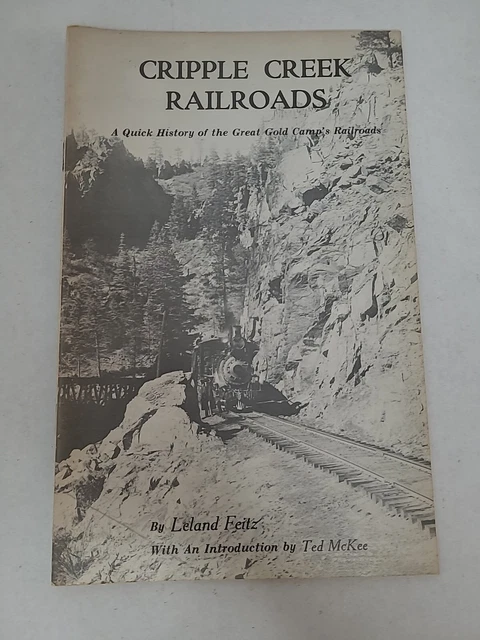 CRIPPLE CREEK
RAILROADS
A Quick History of the Great Gold Camp's Railroads
By Leland Feitz
With An Introduction by Ted McKee